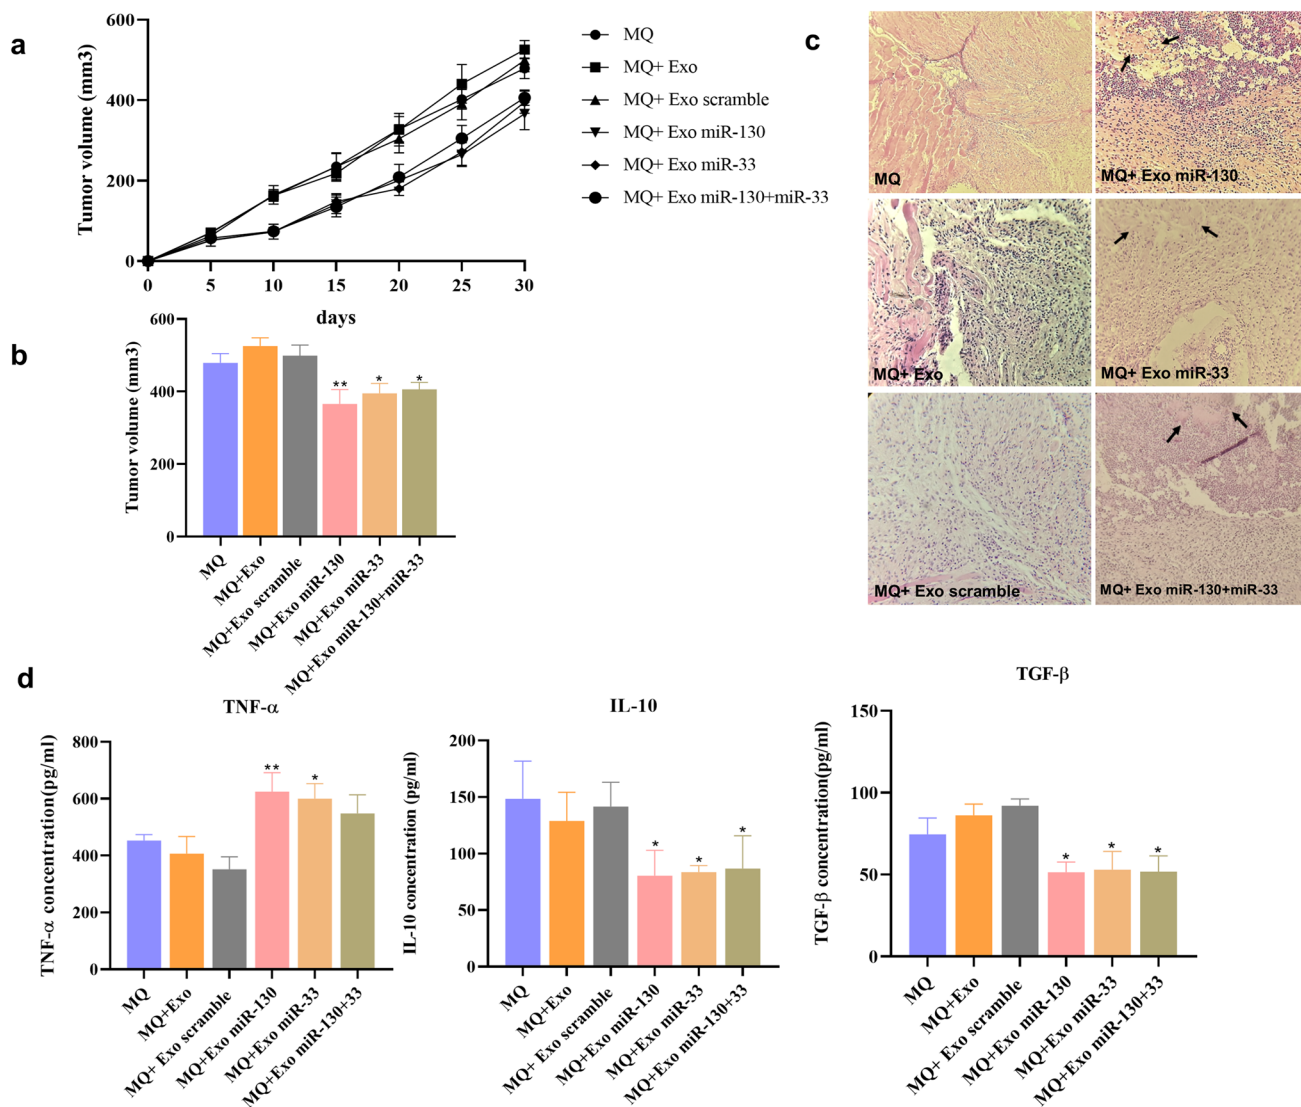 a
Tumor volume (mm3)
600
400
200
0
0 5 10 15 20 25 30
days
MQ
MQ+ Exo
MQ+ Exo scramble
MQ+ Exo miR-130
MQ+ Exo miR-33
MQ+ Exo miR-130+miR-33
b
Tumor volume (mm3)
600
400
200
0
MQ
MQ+Exo
MQ+Exo scramble
MQ+Exo miR-130
MQ+Exo miR-33
MQ+Exo miR-130+miR-33
**
*
*
c
MQ
MQ+ Exo miR-130
MQ+ Exo
MQ+ Exo miR-33
MQ+ Exo scramble
MQ+ Exo miR-130+miR-33
d
TNF-α
TNF-α concentration(pg/ml)
800
600
400
200
0
**
*
MQ
MQ+Exo
MQ+ Exo scramble
MQ+Exo miR-130
MQ+Exo miR-33
MQ+Exo miR-130+33
IL-10
IL-10 concentration (pg/ml)
200
150
100
50
0
*
*
*
MQ
MQ+Exo
MQ+ Exo scramble
MQ+Exo miR-130
MQ+Exo miR-33
MQ+Exo miR-130+33
TGF-β
TGF-β concentration(pg/ml)
150
100
50
0
*
*
*
MQ
MQ+Exo
MQ+ Exo scramble
MQ+Exo miR-130
MQ+Exo miR-33
MQ+Exo miR-130+33